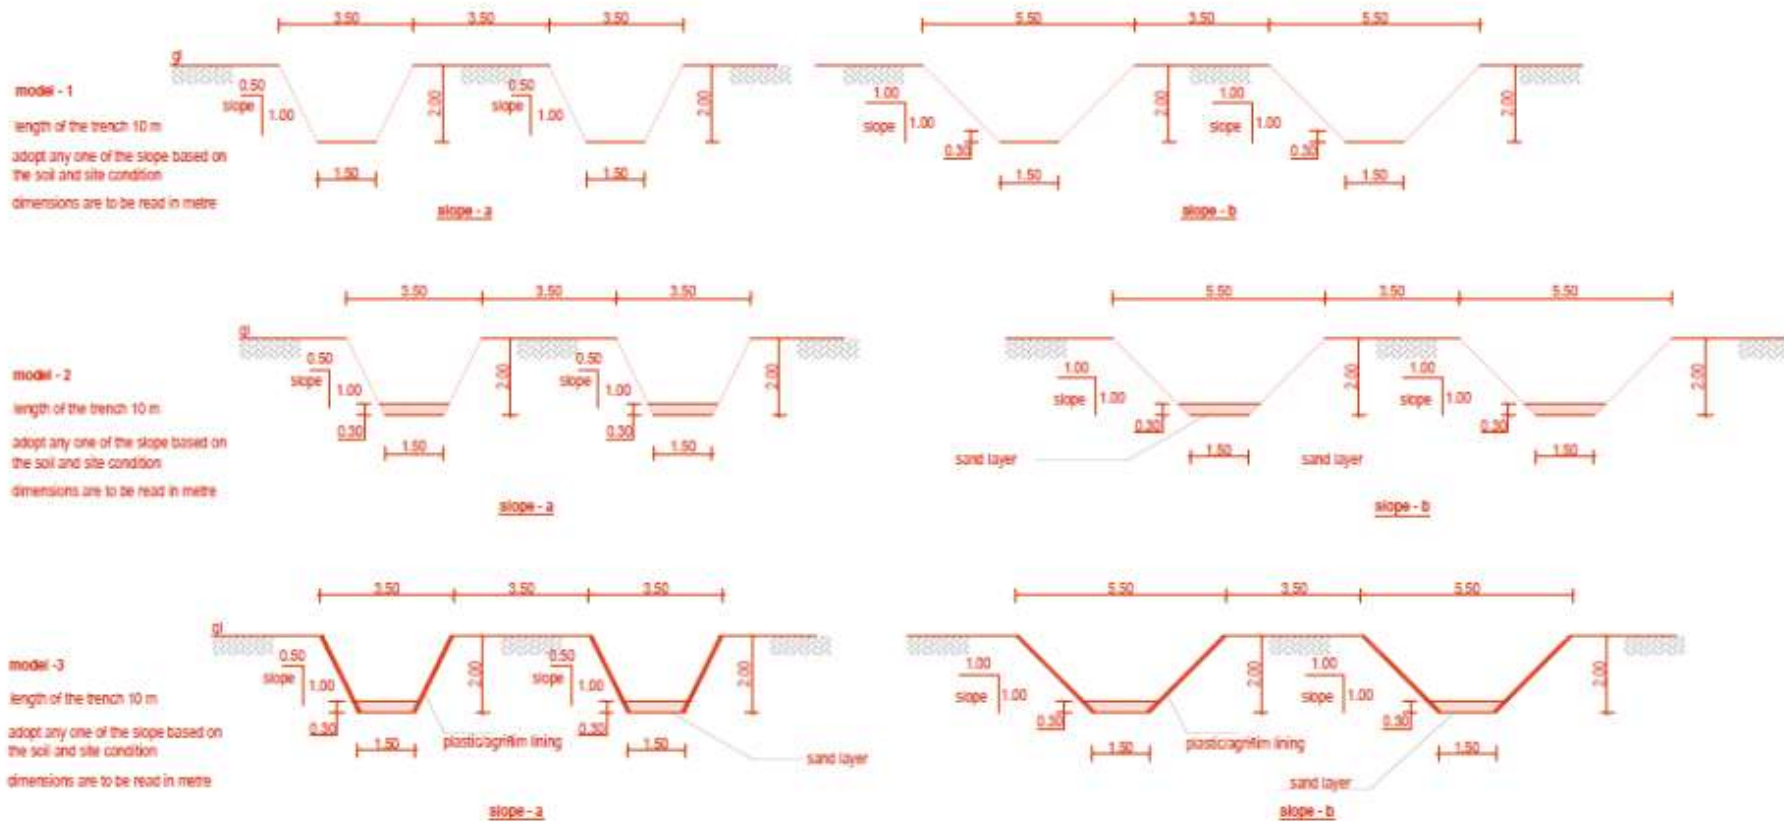 3.50 3.50 3.50 5.50 3.50 5.50
gl
model - 1
0.50 0.50 1.00 1.00
slope 1.00 2.00 slope 1.00 2.00 slope 1.00 2.00 slope 1.00 2.00
length of the trench 10 m
0.30 0.30
adopt any one of the slope based on
the soil and site condition
1.50 1.50 1.50 1.50
dimensions are to be read in metre
slope - a slope - b
3.50 3.50 3.50 5.50 3.50 5.50
gl
model - 2
0.50 0.50 1.00 1.00
slope 1.00 2.00 slope 1.00 2.00 slope 1.00 2.00 slope 1.00 2.00
length of the trench 10 m
0.30 0.30 0.30 0.30
adopt any one of the slope based on
the soil and site condition
1.50 1.50 1.50 1.50
sand layer sand layer
dimensions are to be read in metre
slope - a slope - b
3.50 3.50 3.50 5.50 3.50 5.50
gl
model -3
0.50 0.50 1.00 1.00
slope 1.00 2.00 slope 1.00 2.00 slope 1.00 2.00 slope 1.00 2.00
length of the trench 10 m
0.30 0.30 0.30 0.30
adopt any one of the slope based on
the soil and site condition
1.50 plastic/agrifilm lining 1.50 1.50 plastic/agrifilm lining 1.50
sand layer
dimensions are to be read in metre
sand layer
slope - a slope - b